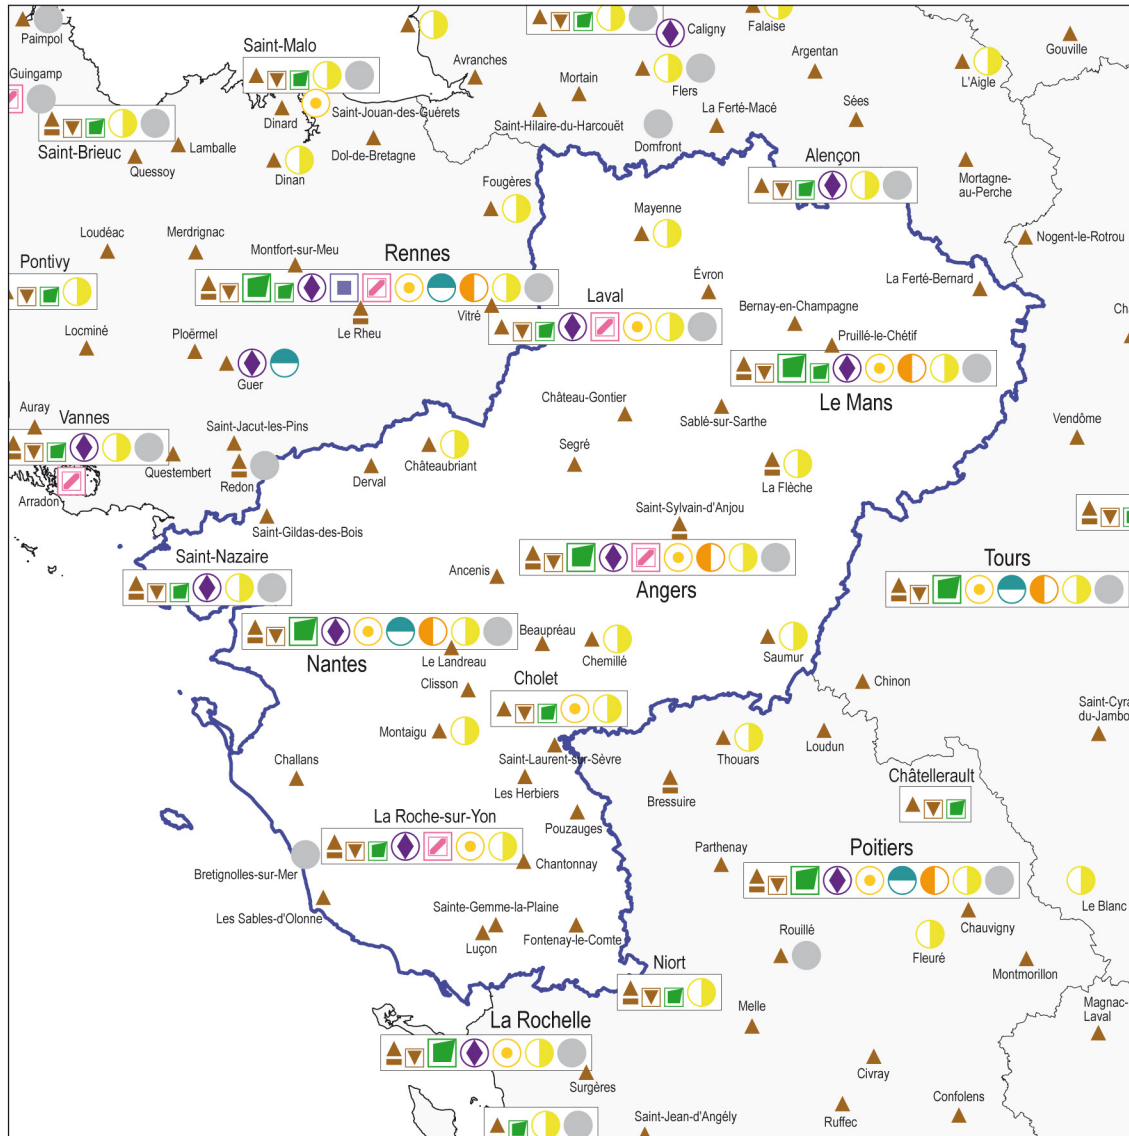 Paimpol
Saint-Malo
Avranches
Caligny
Falaise
Argentan
Gouville
Guingamp
Mortain
Flers
L'Aigle
Saint-Jouan-des-Guérets
Dinard
Saint-Hilaire-du-Harcouët
La Ferté-Macé
Sées
Saint-Brieuc
Lamballe
Quessoy
Dol-de-Bretagne
Domfront
Alençon
Dinan
Fougères
Mortagne-
au-Perche
Mayenne
Loudéac
Merdrignac
Montfort-sur-Meu
Rennes
Nogent-le-Rotrou
Pontivy
Évron
La Ferté-Bernard
Laval
Bernay-en-Champagne
Vitré
Locminé
Ploërmel
Le Rheu
Pruillé-le-Chétif
Guer
Château-Gontier
Le Mans
Auray
Vannes
Saint-Jacut-les-Pins
Sablé-sur-Sarthe
Vendôme
Segré
Châteaubriant
Questembert
Redon
Derval
La Flèche
Arradon
Saint-Gildas-des-Bois
Saint-Sylvain-d'Anjou
Saint-Nazaire
Ancenis
Angers
Tours
Beaupréau
Nantes
Le Landreau
Chemillé
Saumur
Clisson
Cholet
Chinon
Saint-Cyra
du-Jambo
Montaigu
Saint-Laurent-sur-Sèvre
Thouars
Loudun
Challans
Les Herbiers
Bressuire
Châtellerault
La Roche-sur-Yon
Pouzauges
Parthenay
Poitiers
Bretignolles-sur-Mer
Chantonnay
Les Sables-d'Olonne
Sainte-Gemme-la-Plaine
Le Blanc
Chauvigny
Luçon
Fontenay-le-Comte
Rouillé
Fleuré
Niort
Montmorillon
Melle
Magnac-
Laval
La Rochelle
Surgères
Civray
Confolens
Saint-Jean-d'Angély
Ruffec